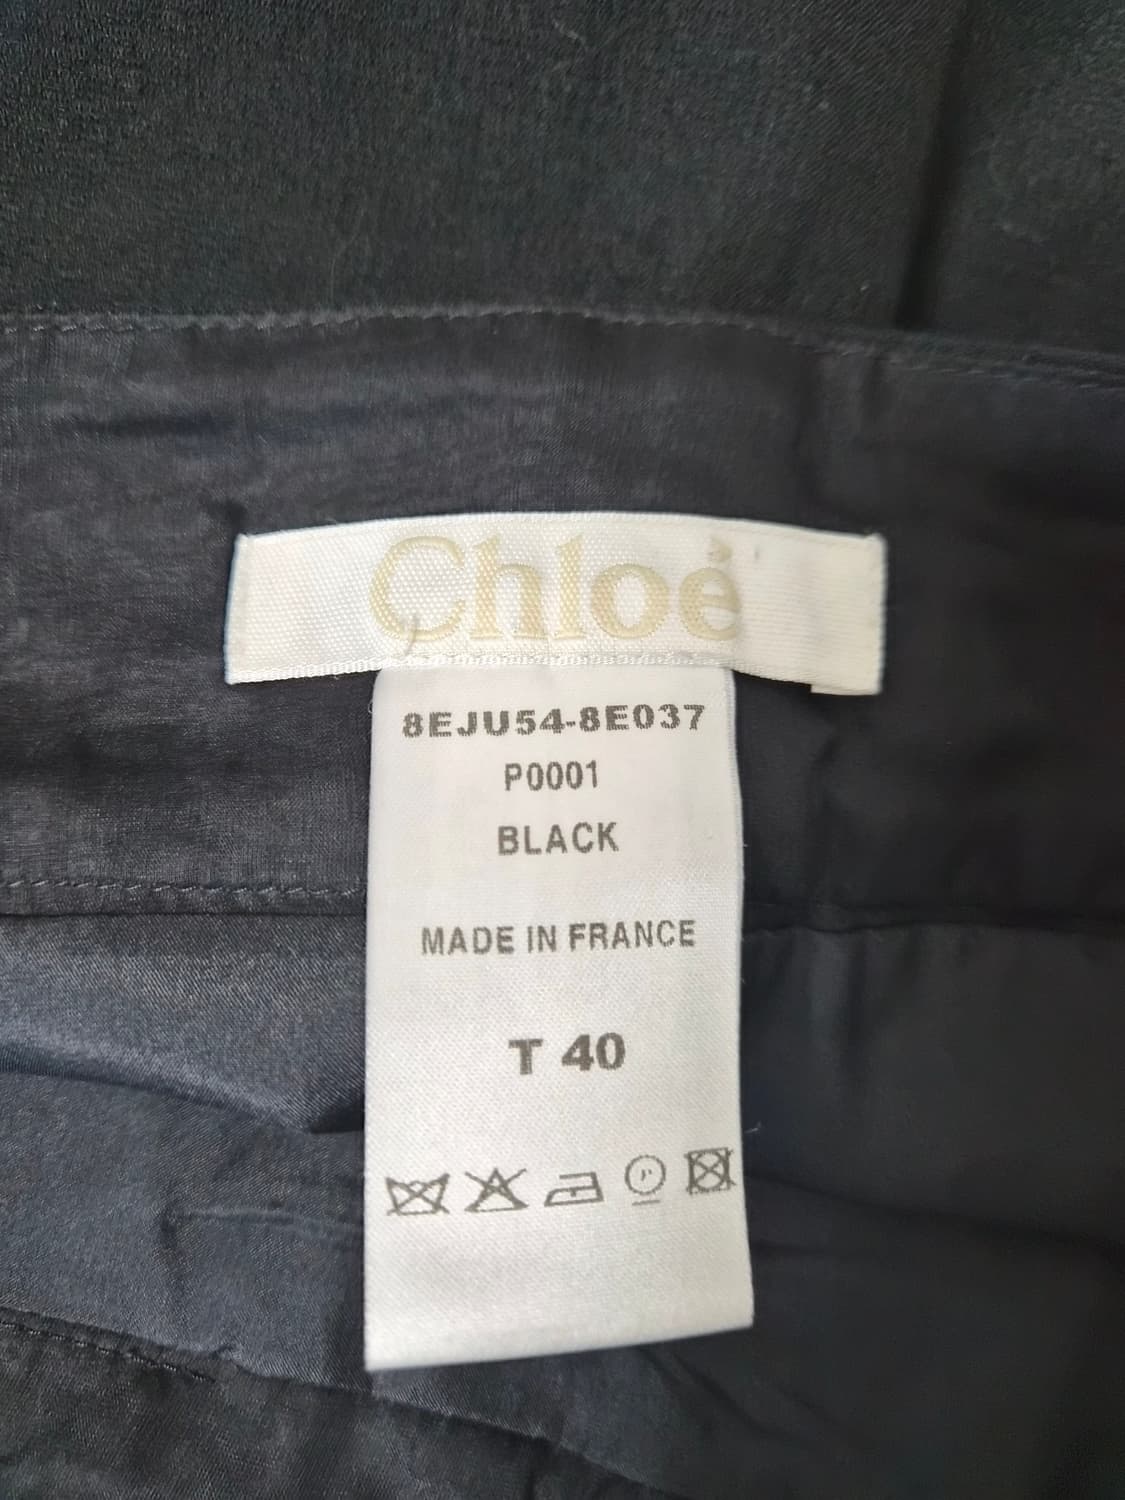 Chloé
8EJU54-8E037
P0001
BLACK
MADE IN FRANCE
T 40
P